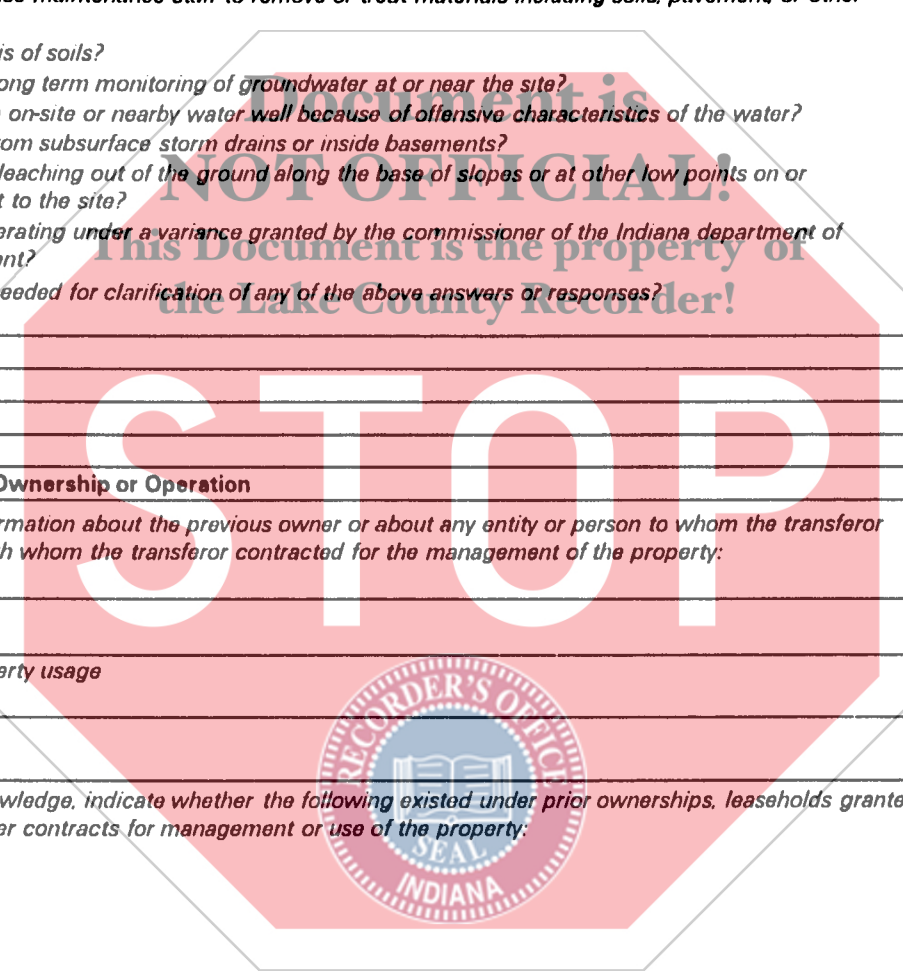 is of soils?
ong term monitoring of groundwater at or near the site?
on-site or nearby water well because of offensive characteristics of the water?
om subsurface storm drains or inside basements?
leaching out of the ground along the base of slopes or at other low points on or
t to the site?
erating under a variance granted by the commissioner of the Indiana department of
nt?
eeded for clarification of any of the above answers or responses?
Document is
NOT OFFICIAL!
This Document is the property of
the Lake County Recorder!
STOP
Ownership or Operation
rmation about the previous owner or about any entity or person to whom the transferor
h whom the transferor contracted for the management of the property:
erty usage
RECORDER'S OFFICE
SEAL
INDIANA
wledge, indicate whether the following existed under prior ownerships, leaseholds grante
er contracts for management or use of the property: